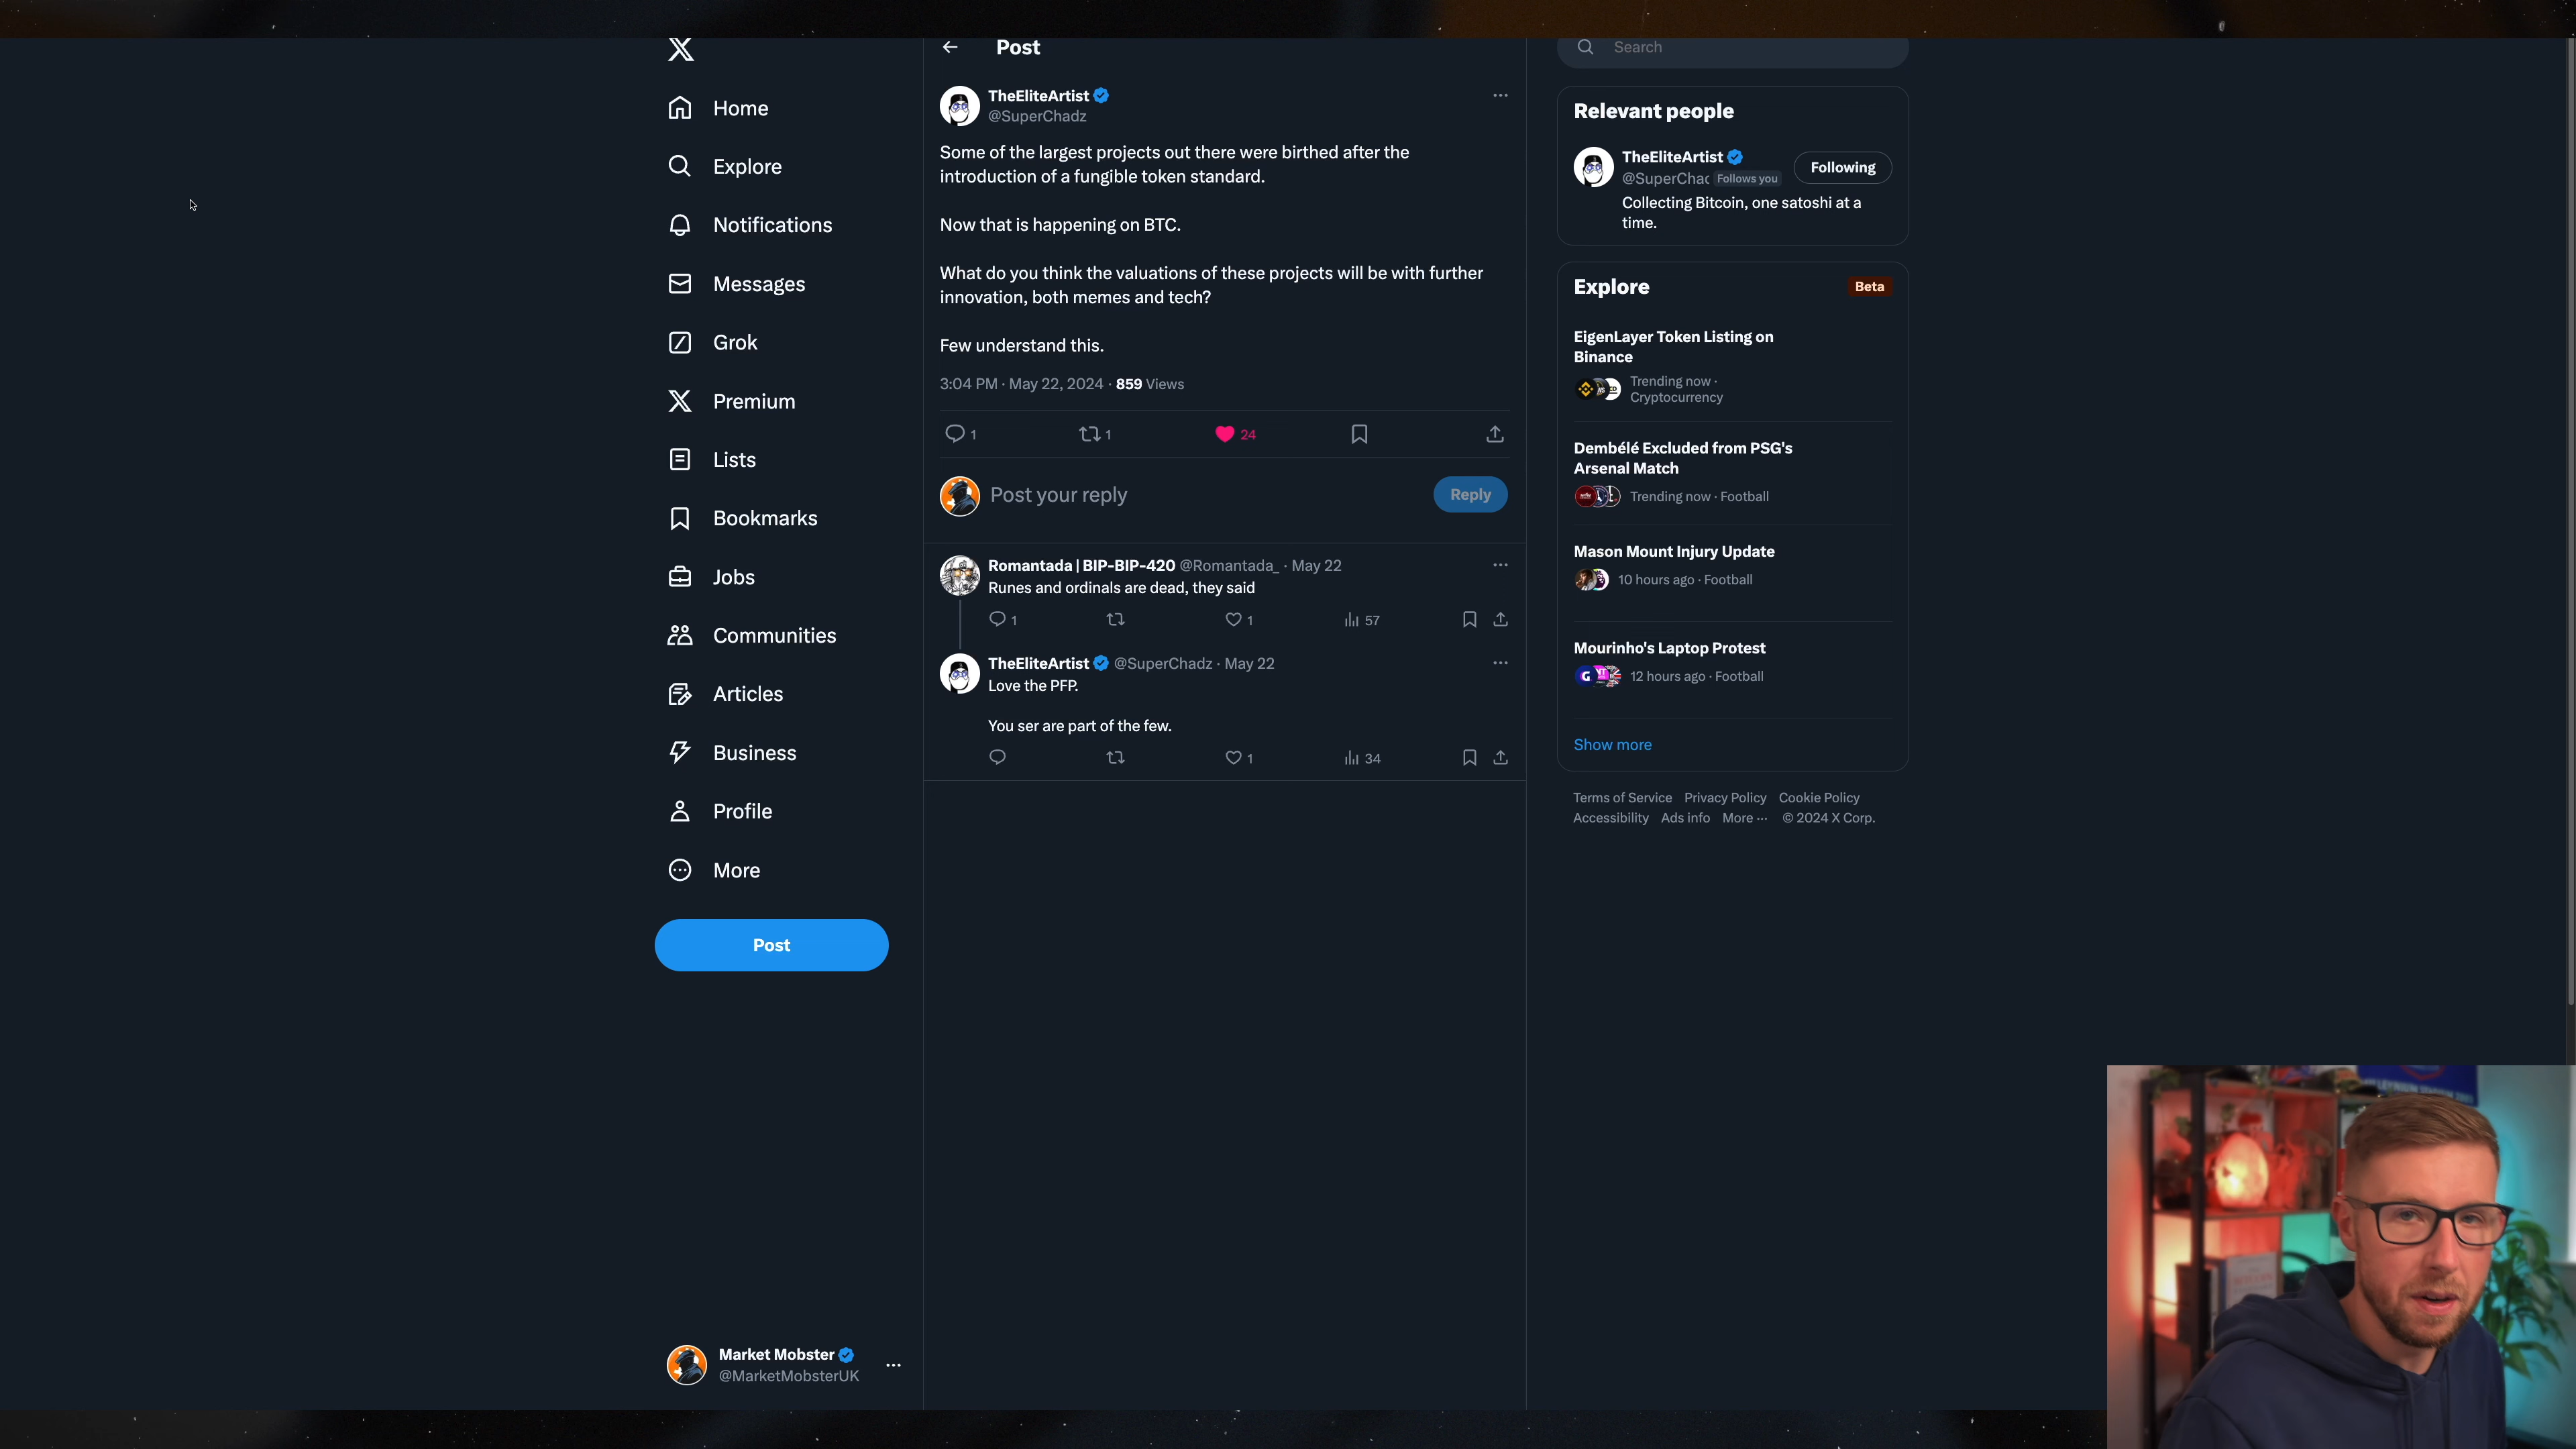 Home
Explore
Notifications
Messages
Grok
Premium
Lists
Bookmarks
Jobs
Communities
Articles
Business
Profile
More
Post
Market Mobster
@MarketMobsterUK
Post
TheEliteArtist
@SuperChadz
Some of the largest projects out there were birthed after the
introduction of a fungible token standard.
Now that is happening on BTC.
What do you think the valuations of these projects will be with further
innovation, both memes and tech?
Few understand this.
3:04 PM · May 22, 2024 · 859 Views
1 1 24
Post your reply
Reply
Romantada | BIP-BIP-420 @Romantada_ · May 22
Runes and ordinals are dead, they said
1 1 57
TheEliteArtist @SuperChadz · May 22
Love the PFP.
You ser are part of the few.
1 34
Search
Relevant people
TheEliteArtist
@SuperChac Follows you
Following
Collecting Bitcoin, one satoshi at a
time.
Explore
Beta
EigenLayer Token Listing on
Binance
Trending now ·
Cryptocurrency
Dembélé Excluded from PSG's
Arsenal Match
Trending now · Football
Mason Mount Injury Update
10 hours ago · Football
Mourinho's Laptop Protest
12 hours ago · Football
Show more
Terms of Service Privacy Policy Cookie Policy
Accessibility Ads info More ··· © 2024 X Corp.